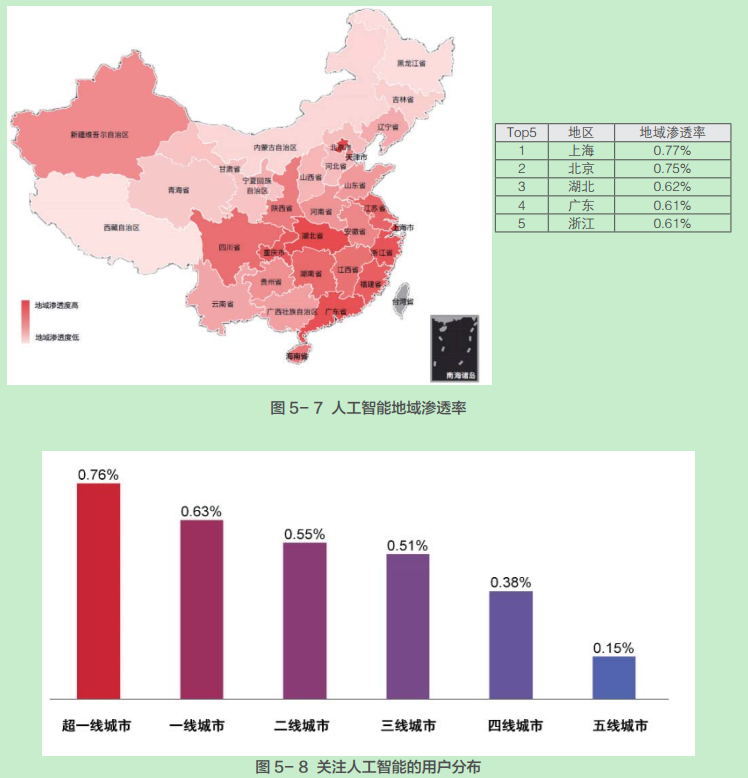 黑龙江省
吉林省
辽宁省
新疆维吾尔自治区
内蒙古自治区
北京市
天津市
河北省
甘肃省
宁夏回族
自治区
山西省
山东省
青海省
陕西省
河南省
江苏省
西藏自治区
四川省
重庆市
湖北省
安徽省
上海市
浙江省
湖南省
江西省
贵州省
福建省
云南省
广西壮族自治区
广东省
台湾省
海南省
南海诸岛
地域渗透度高
地域渗透度低
Top5 地区 地域渗透率
1 上海 0.77%
2 北京 0.75%
3 湖北 0.62%
4 广东 0.61%
5 浙江 0.61%
图 5-7 人工智能地域渗透率
0.76%
0.63%
0.55%
0.51%
0.38%
0.15%
超一线城市 一线城市 二线城市 三线城市 四线城市 五线城市
图 5-8 关注人工智能的用户分布